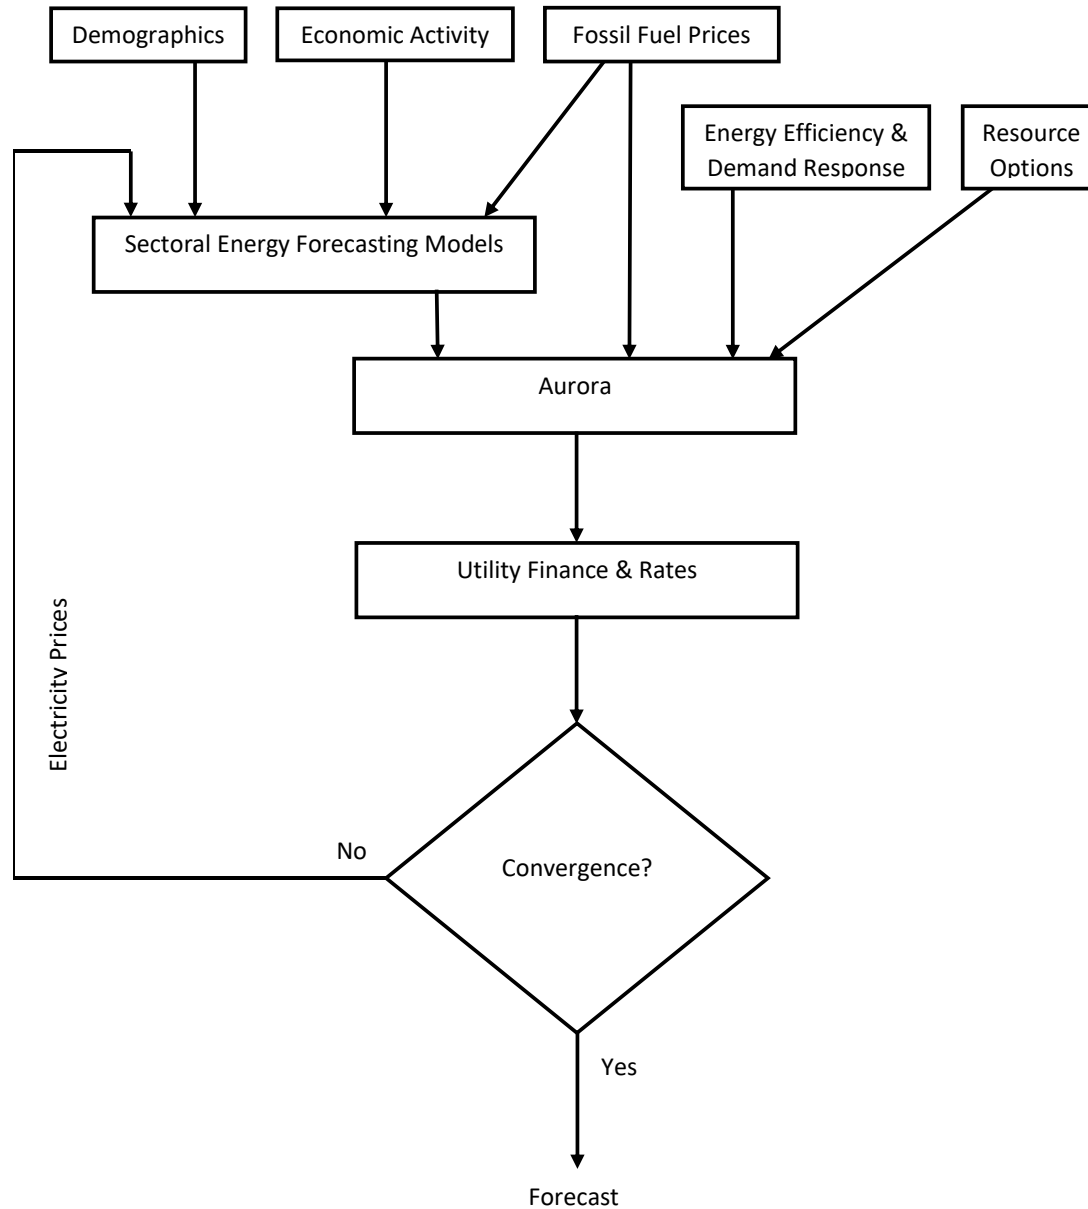 Demographics
Economic Activity
Fossil Fuel Prices
Energy Efficiency &
Demand Response
Resource
Options
Sectoral Energy Forecasting Models
Aurora
Utility Finance & Rates
Electricity Prices
No
Convergence?
Yes
Forecast